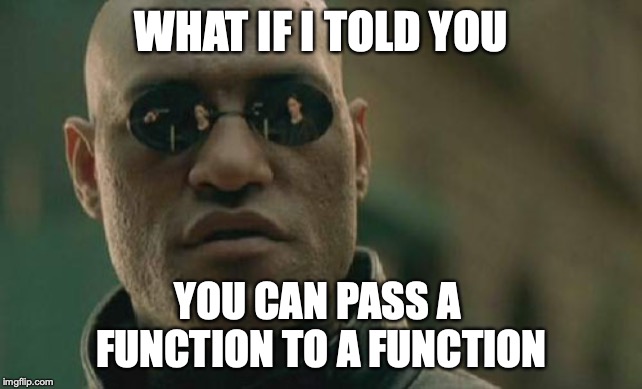 WHAT IF I TOLD YOU
YOU CAN PASS A
FUNCTION TO A FUNCTION
imgflip.com